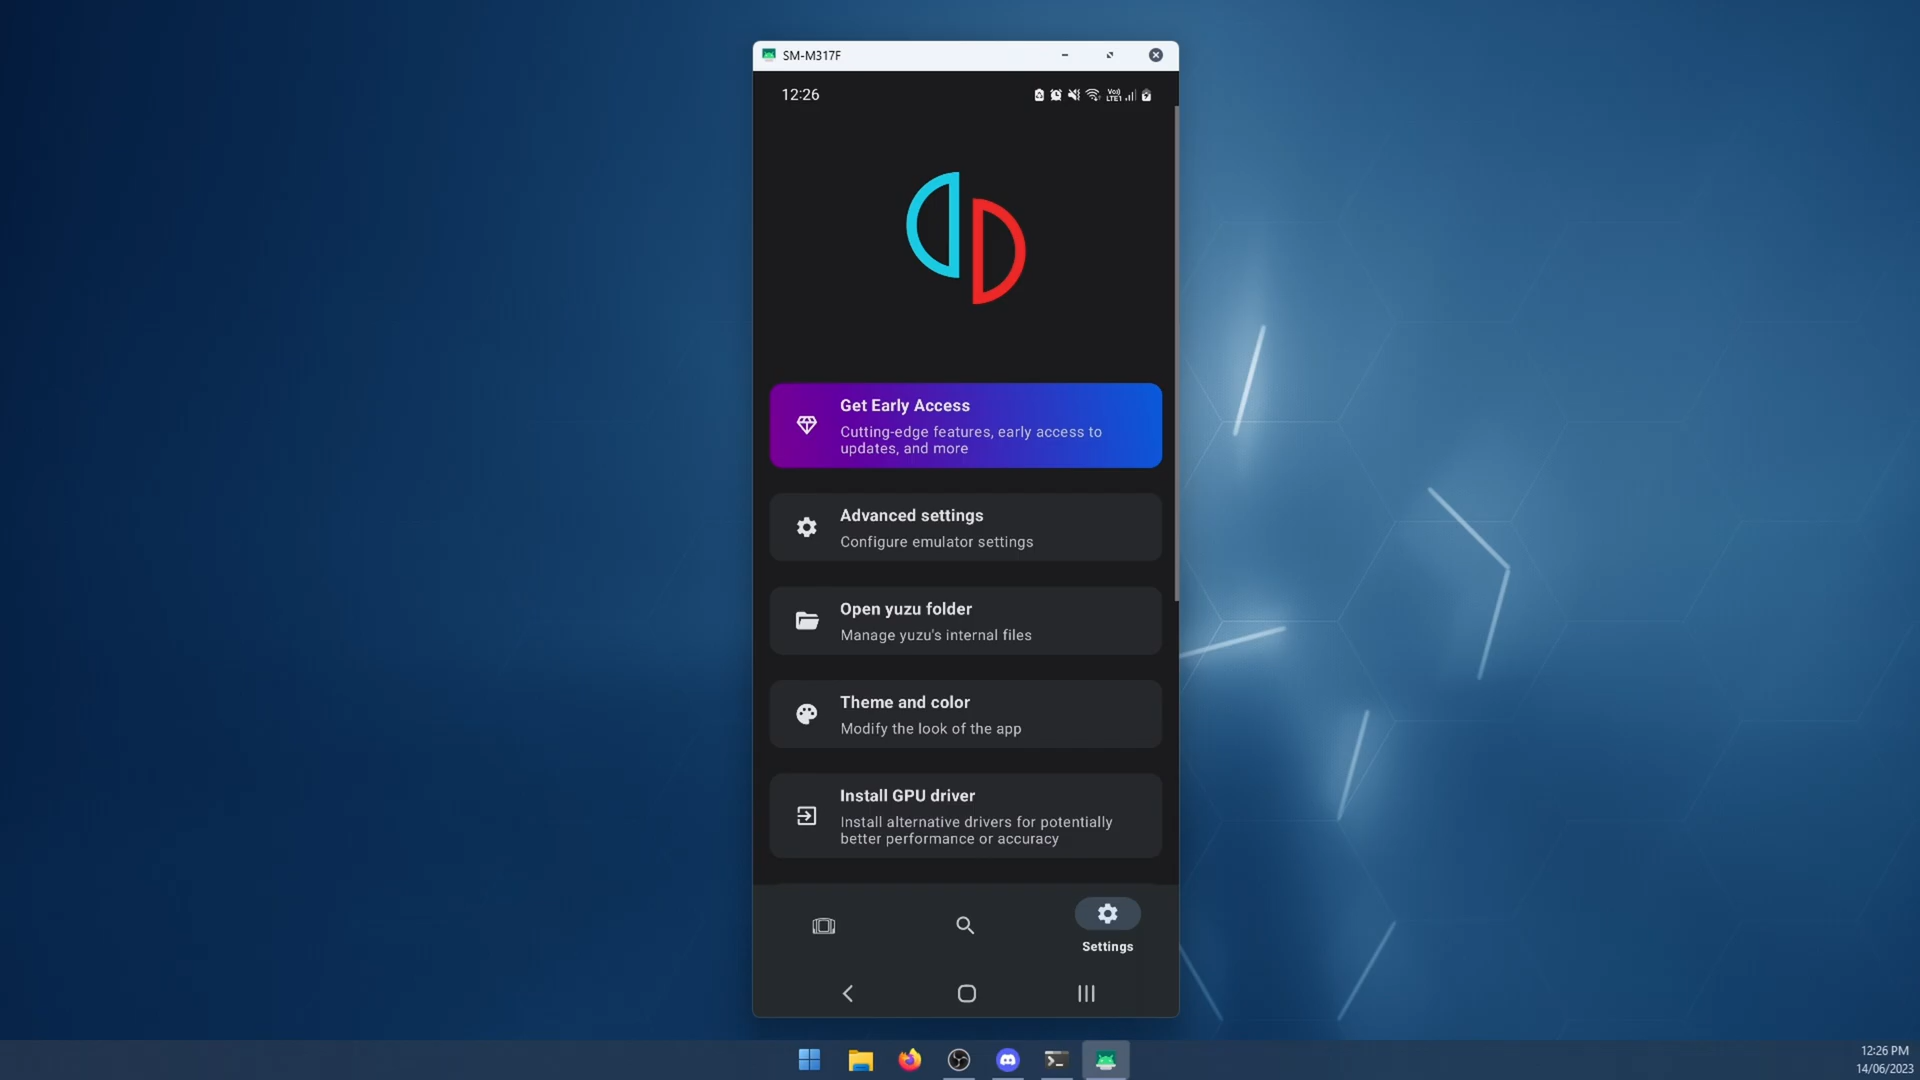 SM-M317F
12:26
Vo))
LTE1
Get Early Access
Cutting-edge features, early access to
updates, and more
Advanced settings
Configure emulator settings
Open yuzu folder
Manage yuzu's internal files
Theme and color
Modify the look of the app
Install GPU driver
Install alternative drivers for potentially
better performance or accuracy
Settings
12:26 PM
14/06/2023